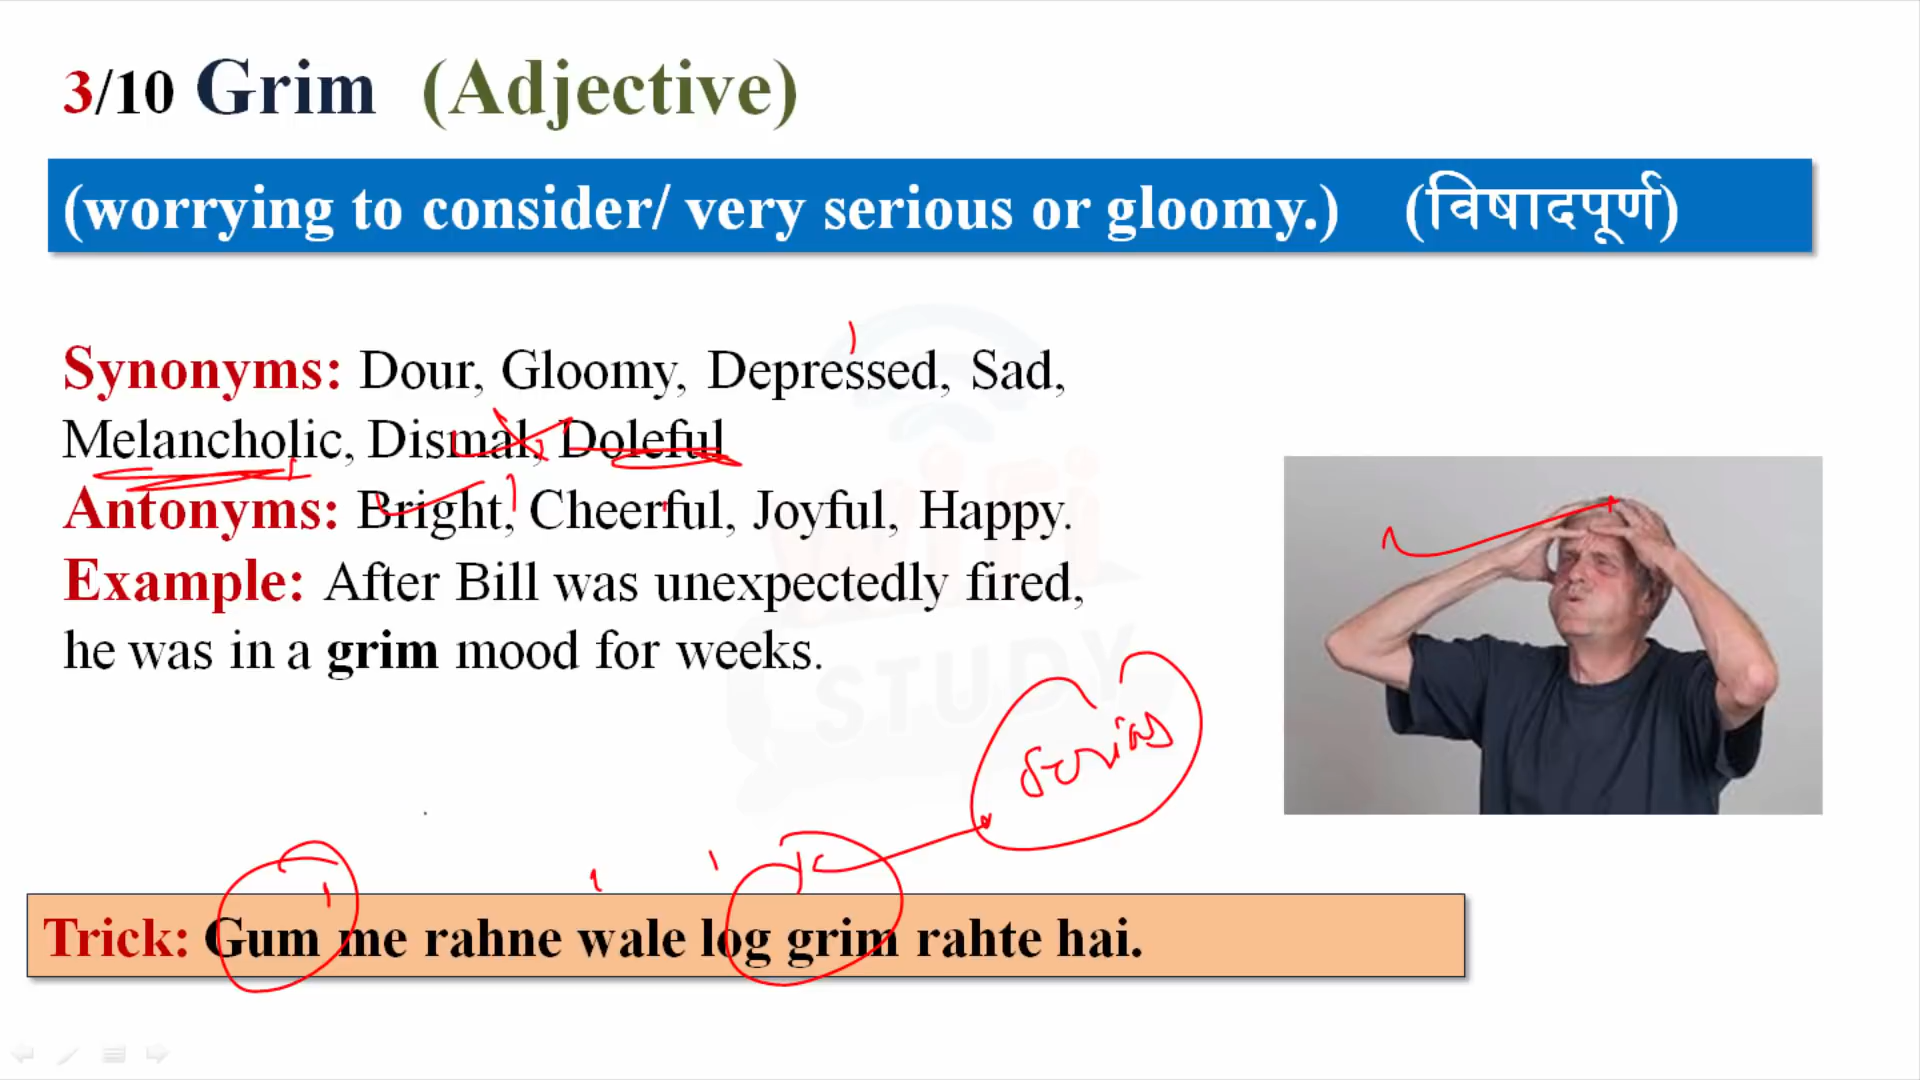 3/10 Grim (Adjective)
(worrying to consider/ very serious or gloomy.) (विषादपूर्ण)
Synonyms: Dour, Gloomy, Depressed, Sad,
Melancholic, Dismal, Doleful
Antonyms: Bright, Cheerful, Joyful, Happy.
Example: After Bill was unexpectedly fired,
he was in a grim mood for weeks.
WiFi
STUDY
Trick: Gum me rahne wale log grim rahte hai.